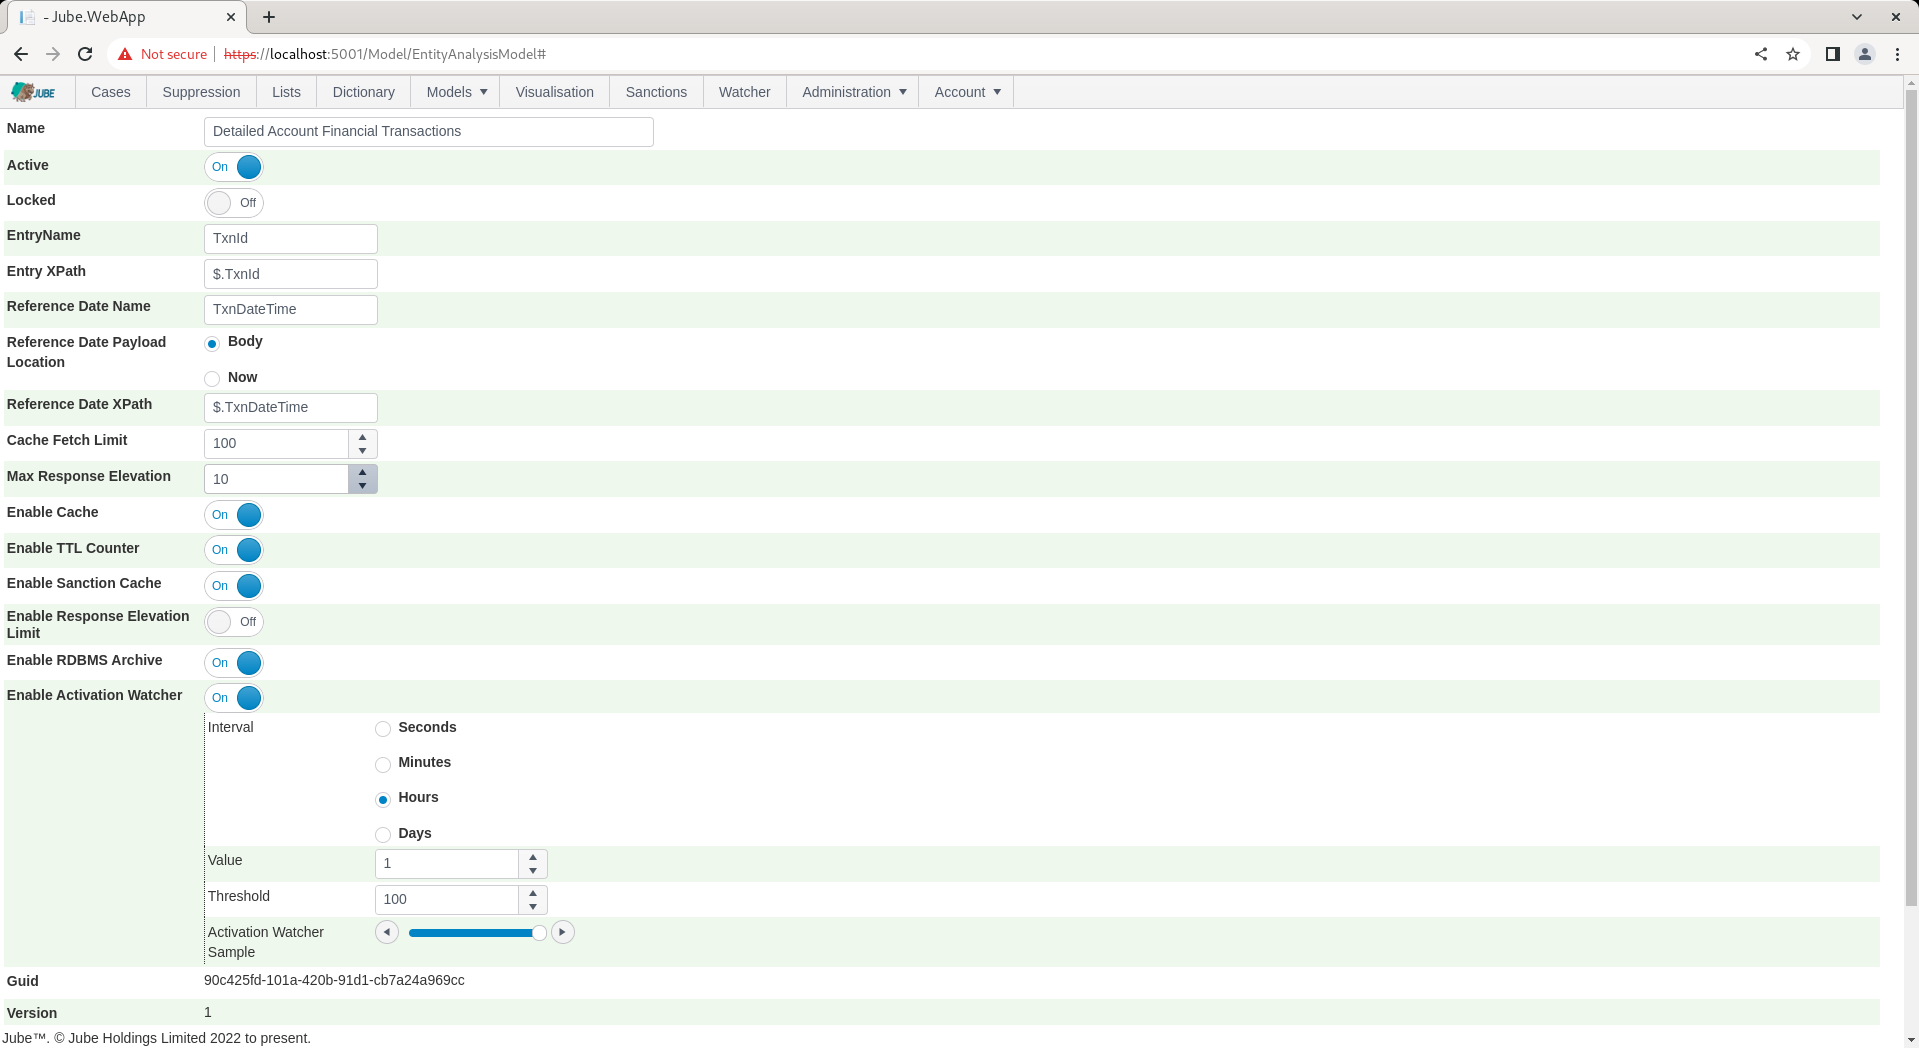 - Jube.WebApp
Not secure https://localhost:5001/Model/EntityAnalysisModel#
JUBE Cases Suppression Lists Dictionary Models Visualisation Sanctions Watcher Administration Account
Name Detailed Account Financial Transactions
Active On
Locked Off
EntryName TxnId
Entry XPath $.TxnId
Reference Date Name TxnDateTime
Reference Date Payload Location
Body
Now
Reference Date XPath $.TxnDateTime
Cache Fetch Limit 100
Max Response Elevation 10
Enable Cache On
Enable TTL Counter On
Enable Sanction Cache On
Enable Response Elevation Limit Off
Enable RDBMS Archive On
Enable Activation Watcher On
Interval Seconds
Minutes
Hours
Days
Value 1
Threshold 100
Activation Watcher
Sample
Guid 90c425fd-101a-420b-91d1-cb7a24a969cc
Version 1
Jube™. © Jube Holdings Limited 2022 to present.